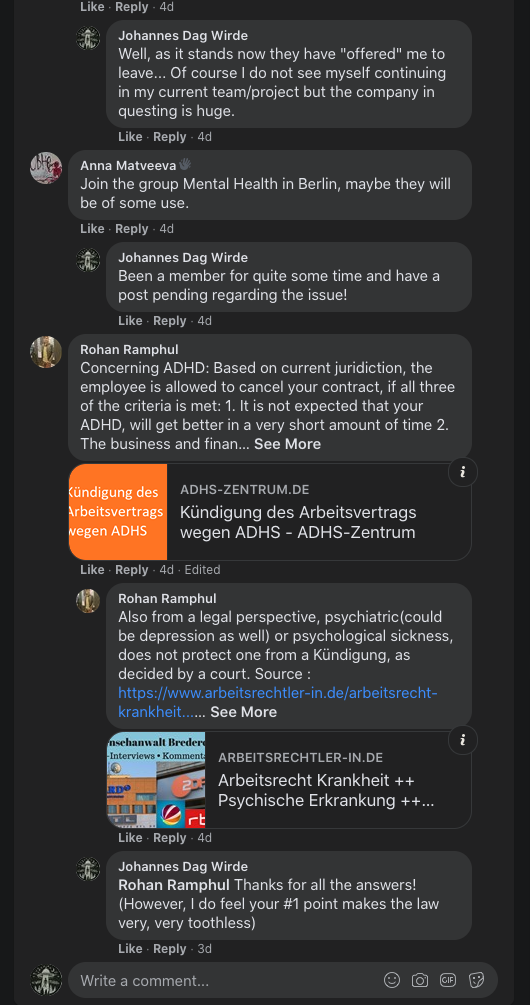 Like · Reply · 4d
Johannes Dag Wirde
Well, as it stands now they have "offered" me to
leave... Of course I do not see myself continuing
in my current team/project but the company in
questing is huge.
Like · Reply · 4d
Anna Matveeva
Join the group Mental Health in Berlin, maybe they will
be of some use.
Like · Reply · 4d
Johannes Dag Wirde
Been a member for quite some time and have a
post pending regarding the issue!
Like · Reply · 4d
Rohan Ramphul
Concerning ADHD: Based on current juridiction, the
employee is allowed to cancel your contract, if all three
of the criteria is met: 1. It is not expected that your
ADHD, will get better in a very short amount of time 2.
The business and finan... See More
Kündigung des
Arbeitsvertrags
wegen ADHS
i
ADHS-ZENTRUM.DE
Kündigung des Arbeitsvertrags
wegen ADHS - ADHS-Zentrum
Like · Reply · 4d · Edited
Rohan Ramphul
Also from a legal perspective, psychiatric(could
be depression as well) or psychological sickness,
does not protect one from a Kündigung, as
decided by a court. Source :
https://www.arbeitsrechtler-in.de/arbeitsrecht-
krankheit...... See More
nschanwalt Bredere
-Interviews • Kommenta
i
ARBEITSRECHTLER-IN.DE
Arbeitsrecht Krankheit ++
Psychische Erkrankung ++...
Like · Reply · 4d
Johannes Dag Wirde
Rohan Ramphul Thanks for all the answers!
(However, I do feel your #1 point makes the law
very, very toothless)
Like · Reply · 3d
Write a comment...
GIF